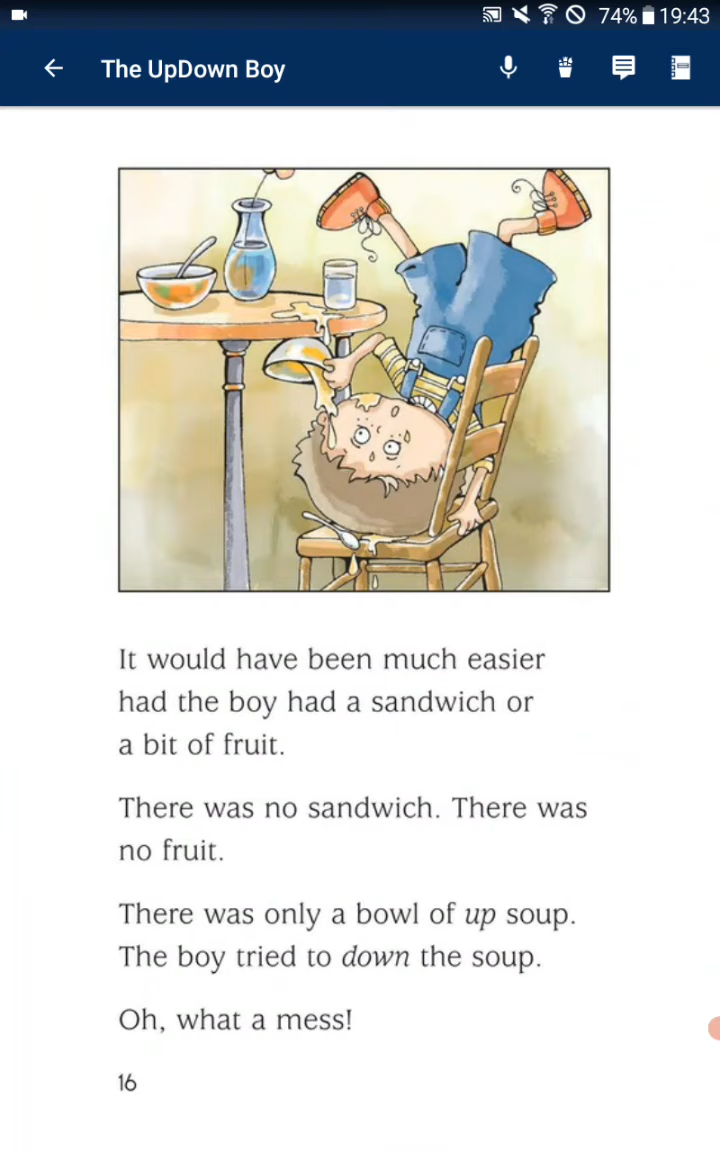 74% 19:43
The UpDown Boy
It would have been much easier
had the boy had a sandwich or
a bit of fruit.
There was no sandwich. There was
no fruit.
There was only a bowl of up soup.
The boy tried to down the soup.
Oh, what a mess!
16